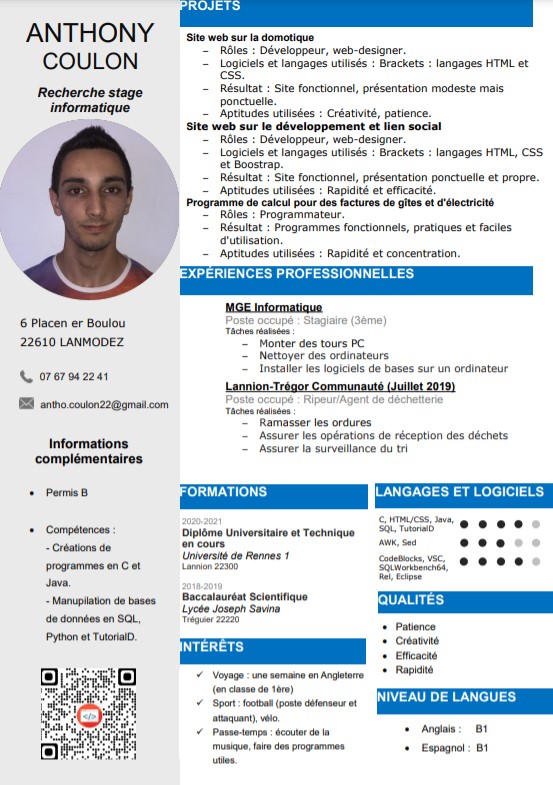 ANTHONY
COULON
Recherche stage
informatique
6 Placen er Boulou
22610 LANMODEZ
07 67 94 22 41
antho.coulon22@gmail.com
Informations
complémentaires
• Permis B
• Compétences :
- Créations de
programmes en C et
Java.
- Manupilation de bases
de données en SQL,
Python et TutorialD.
PROJETS
Site web sur la domotique
– Rôles : Développeur, web-designer.
– Logiciels et langages utilisés : Brackets : langages HTML et
CSS.
– Résultat : Site fonctionnel, présentation modeste mais
ponctuelle.
– Aptitudes utilisées : Créativité, patience.
Site web sur le développement et lien social
– Rôles : Développeur, web-designer.
– Logiciels et langages utilisés : Brackets : langages HTML, CSS
et Boostrap.
– Résultat : Site fonctionnel, présentation ponctuelle et propre.
– Aptitudes utilisées : Rapidité et efficacité.
Programme de calcul pour des factures de gîtes et d'électricité
– Rôles : Programmateur.
– Résultat : Programmes fonctionnels, pratiques et faciles
d'utilisation.
– Aptitudes utilisées : Rapidité et concentration.
EXPÉRIENCES PROFESSIONNELLES
MGE Informatique
Poste occupé : Stagiaire (3ème)
Tâches réalisées :
– Monter des tours PC
– Nettoyer des ordinateurs
– Installer les logiciels de bases sur un ordinateur
Lannion-Trégor Communauté (Juillet 2019)
Poste occupé : Ripeur/Agent de déchetterie
Tâches réalisées :
– Ramasser les ordures
– Assurer les opérations de réception des déchets
– Assurer la surveillance du tri
FORMATIONS
2020-2021
Diplôme Universitaire et Technique
en cours
Université de Rennes 1
Lannion 22300
2018-2019
Baccalauréat Scientifique
Lycée Joseph Savina
Tréguier 22220
INTÉRÊTS
✓ Voyage : une semaine en Angleterre
(en classe de 1ère)
✓ Sport : football (poste défenseur et
attaquant), vélo.
✓ Passe-temps : écouter de la
musique, faire des programmes
utiles.
LANGAGES ET LOGICIELS
C, HTML/CSS, Java,
SQL, TutorialD
AWK, Sed
CodeBlocks, VSC,
SQLWorkbench64,
Rel, Eclipse
QUALITÉS
• Patience
• Créativité
• Efficacité
• Rapidité
NIVEAU DE LANGUES
• Anglais : B1
• Espagnol : B1